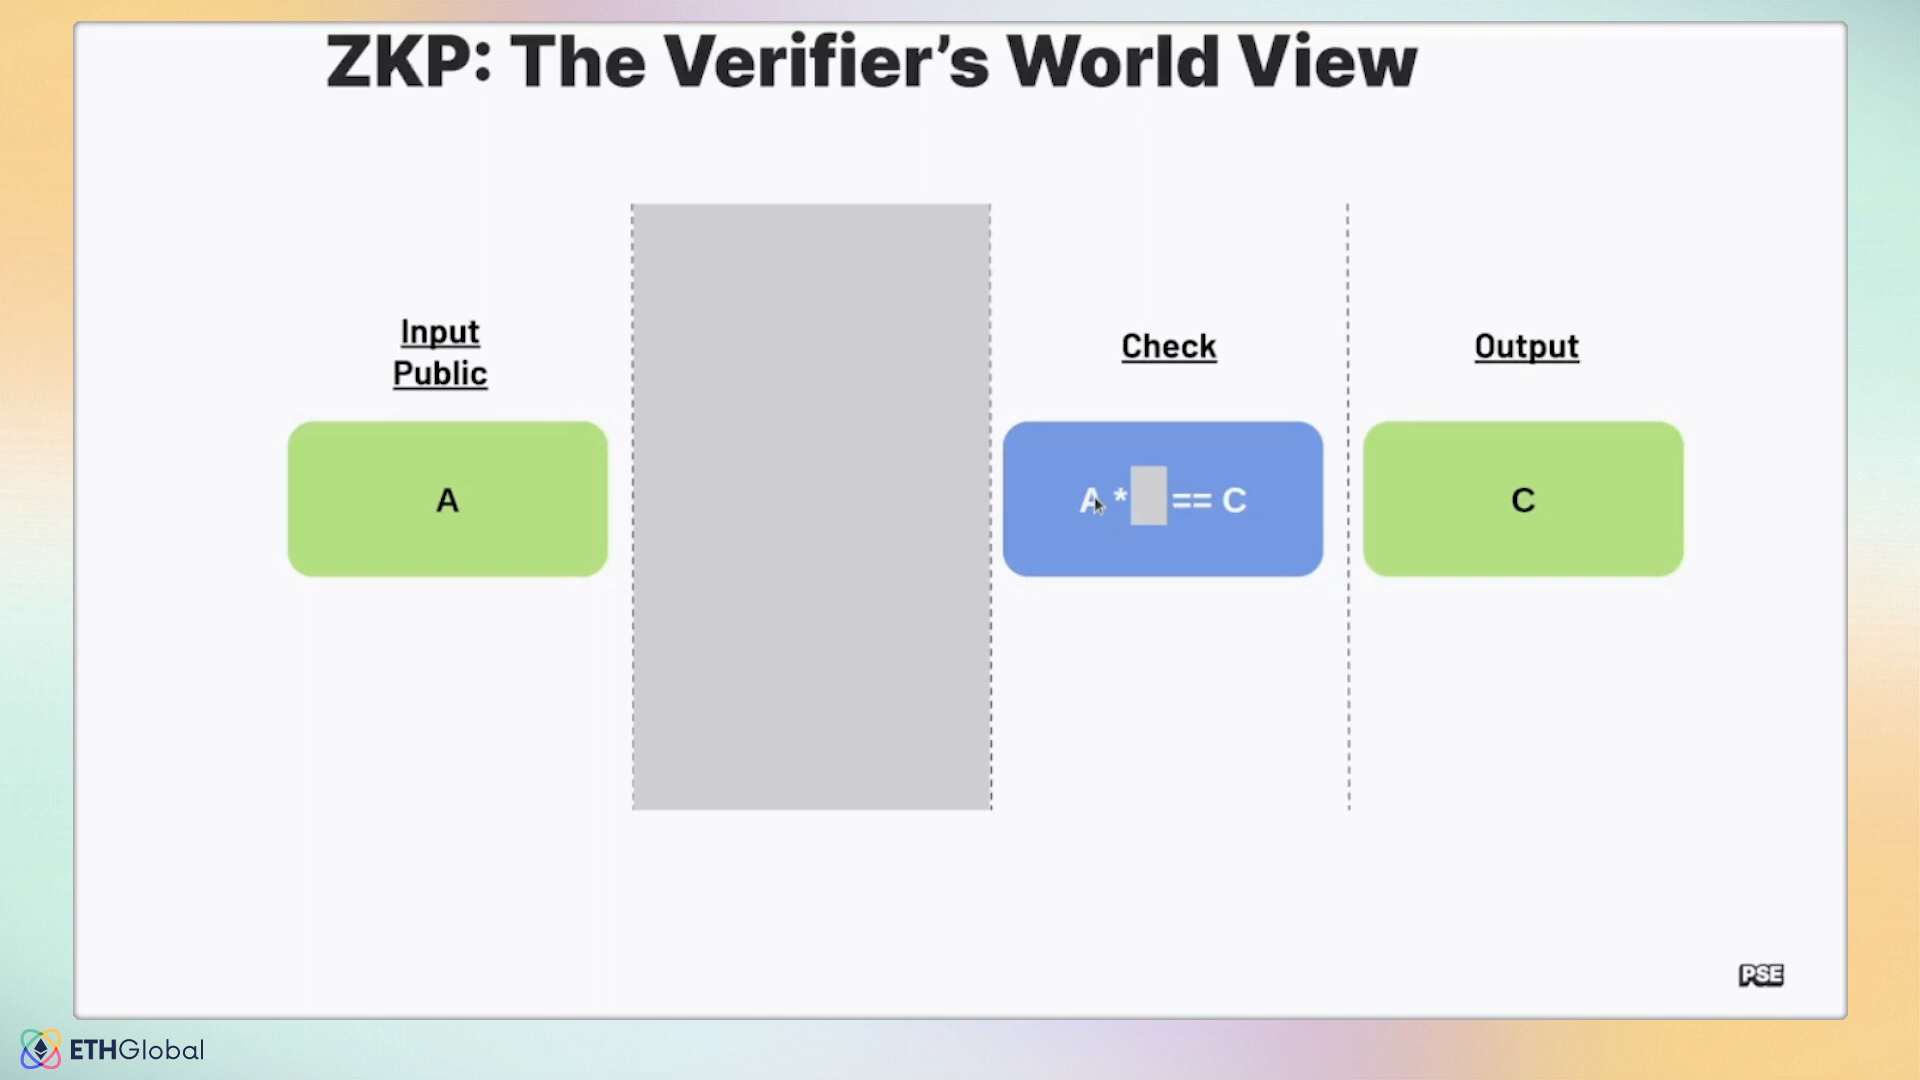 ZKP: The Verifier's World View
Input
Public
Check
Output
A
A * == C
C
PSE
ETHGlobal